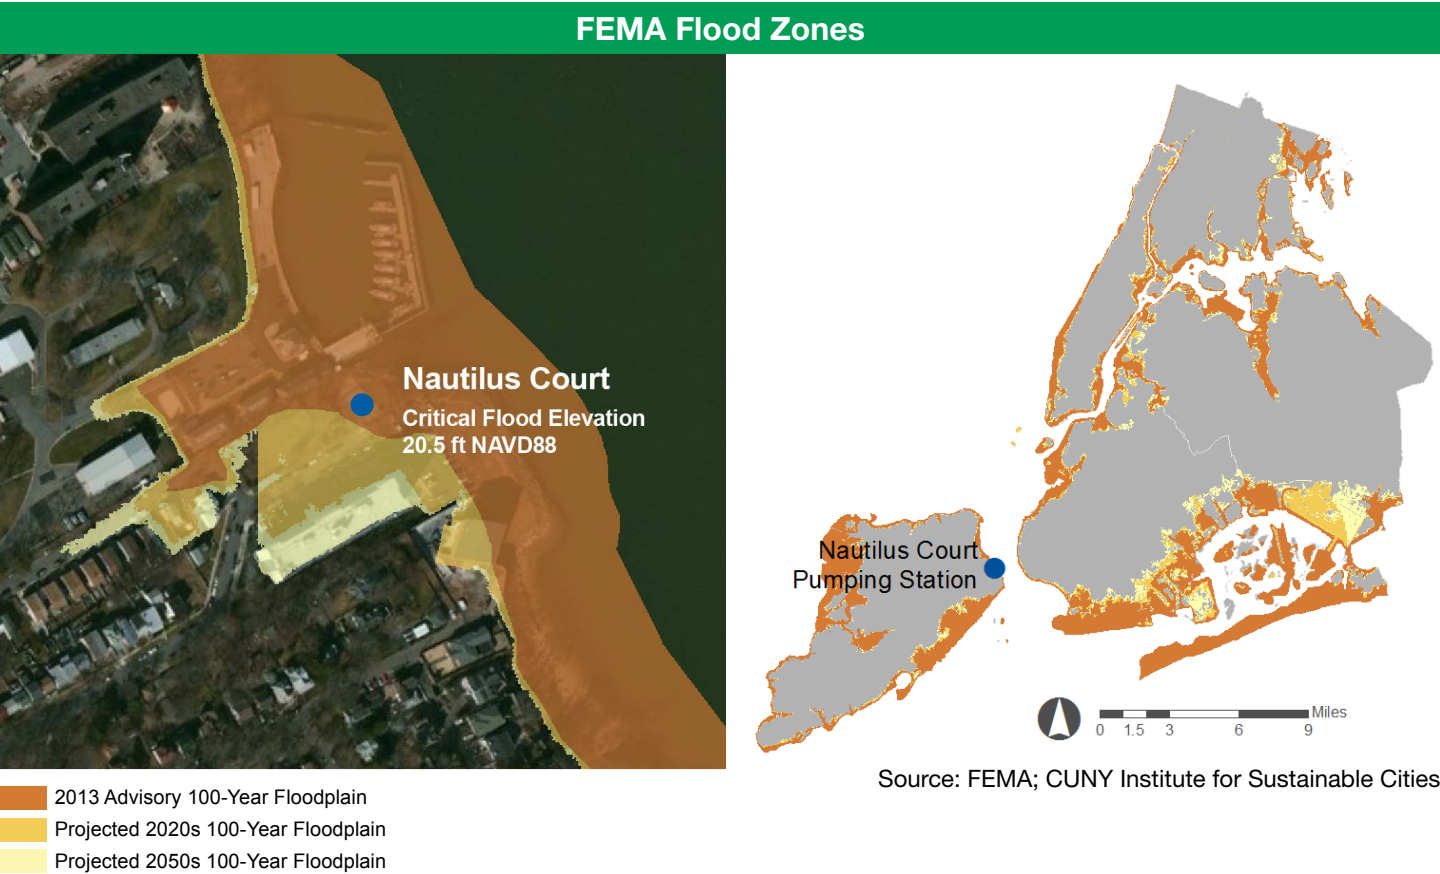 FEMA Flood Zones
Nautilus Court
Critical Flood Elevation
20.5 ft NAVD88
Nautilus Court
Pumping Station
Miles
0 1.5 3 6 9
Source: FEMA; CUNY Institute for Sustainable Cities
2013 Advisory 100-Year Floodplain
Projected 2020s 100-Year Floodplain
Projected 2050s 100-Year Floodplain